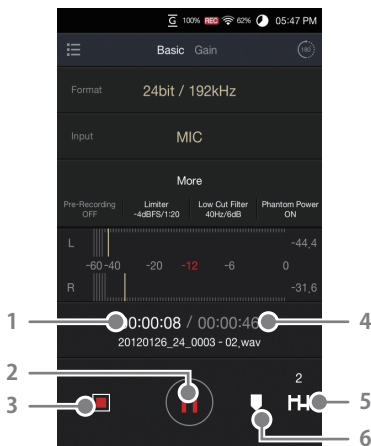 G 100% REC 62% 05:47 PM
Basic Gain 180
Format 24bit / 192kHz
Input MIC
More
Pre-Recording OFF
Limiter -4dBFS/1:20
Low Cut Filter 40Hz/6dB
Phantom Power ON
L -44,4
-60 -40 -20 -12 -6 0
R -31,6
1 00:00:08 / 00:00:46 4
20120126_24_0003 - 02,wav
2 2
3 5
6